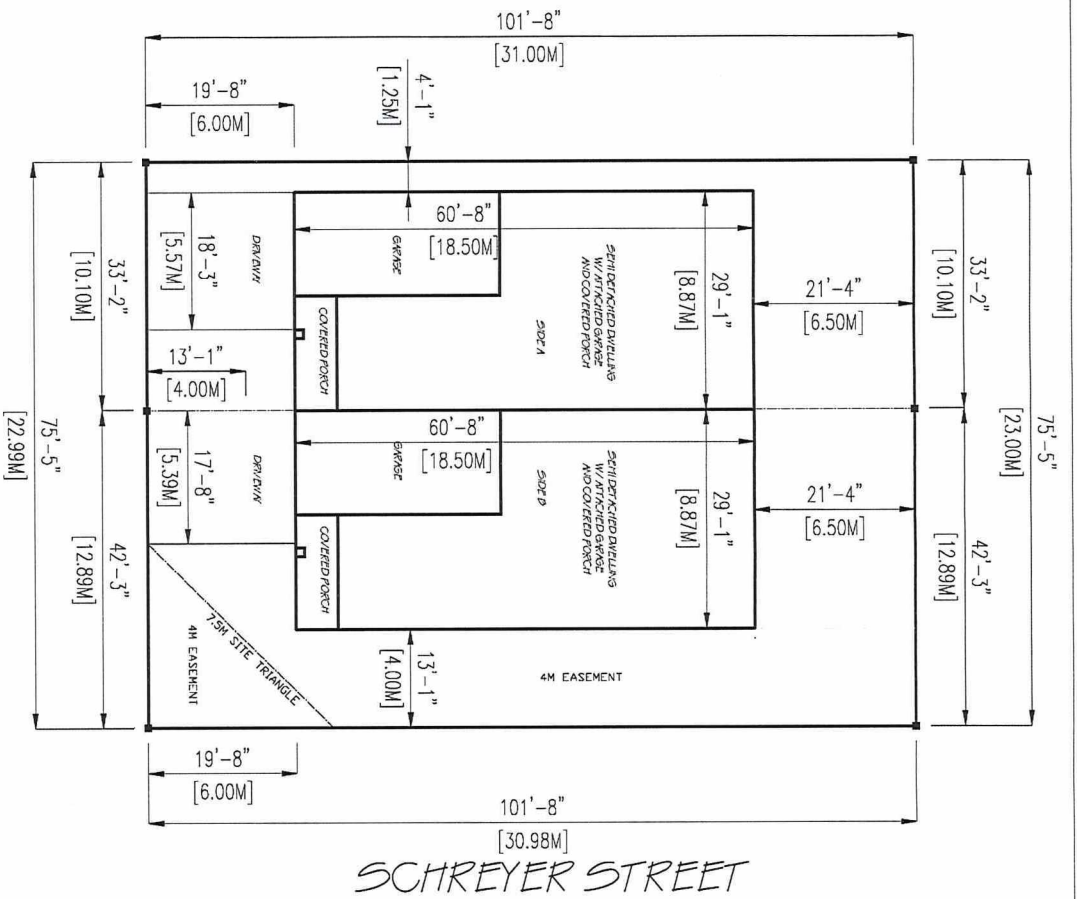 101'-8"
[31.00M]
19'-8"
[6.00M]
4'-1"
[1.25M]
33'-2"
[10.10M]
18'-3"
[5.57M]
DRIVEWAY
60'-8"
[18.50M]
GARAGE
COVERED PORCH
SEMI DETACHED DWELLING
W/ ATTACHED GARAGE
AND COVERED PORCH
SIDE A
29'-1"
[8.87M]
21'-4"
[6.50M]
33'-2"
[10.10M]
13'-1"
[4.00M]
75'-5"
[22.99M]
75'-5"
[23.00M]
17'-8"
[5.39M]
DRIVEWAY
60'-8"
[18.50M]
GARAGE
COVERED PORCH
SEMI DETACHED DWELLING
W/ ATTACHED GARAGE
AND COVERED PORCH
SIDE B
29'-1"
[8.87M]
21'-4"
[6.50M]
42'-3"
[12.89M]
42'-3"
[12.89M]
7.5M SITE TRIANGLE
4M EASEMENT
13'-1"
[4.00M]
4M EASEMENT
19'-8"
[6.00M]
101'-8"
[30.98M]
SCHREYER STREET